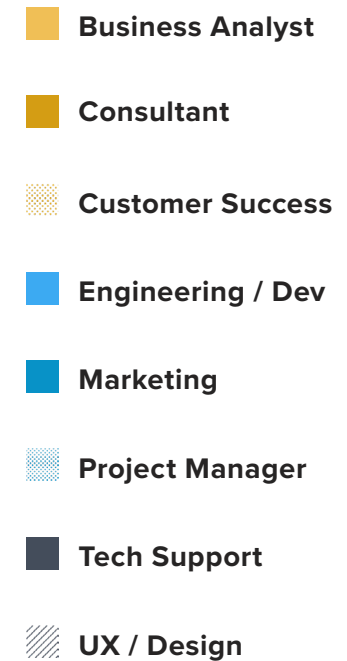 Business Analyst
Consultant
Customer Success
Engineering / Dev
Marketing
Project Manager
Tech Support
UX / Design